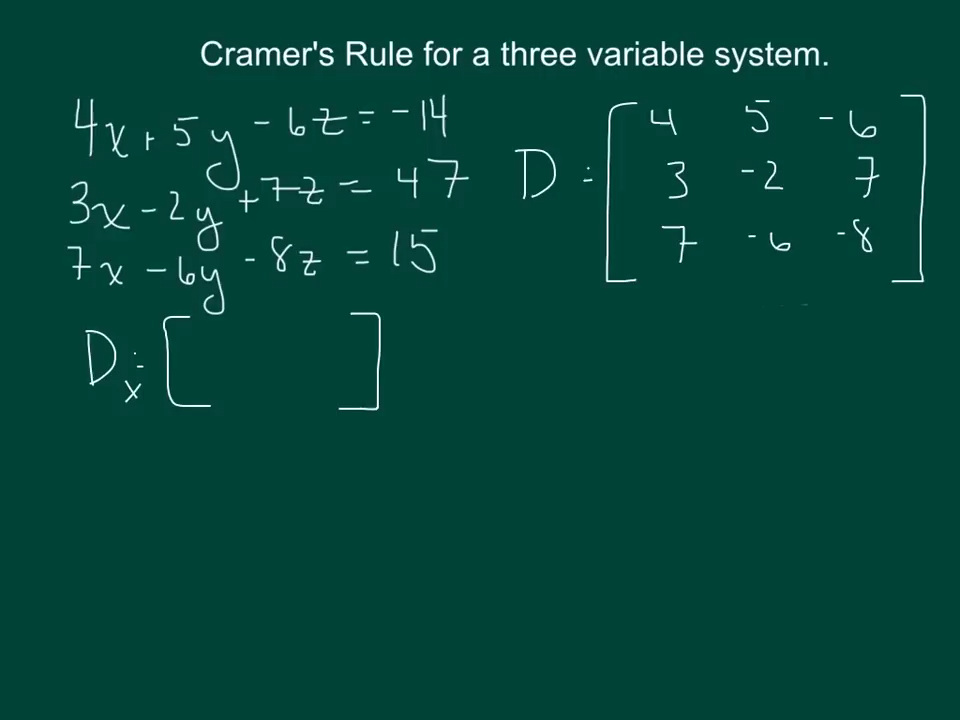 Cramer's Rule for a three variable system.
4x + 5y - 6z = -14
3x - 2y + 7z = 47
7x - 6y - 8z = 15
D = [ 4 5 -6
3 -2 7
7 -6 -8 ]
Dx = [ ]